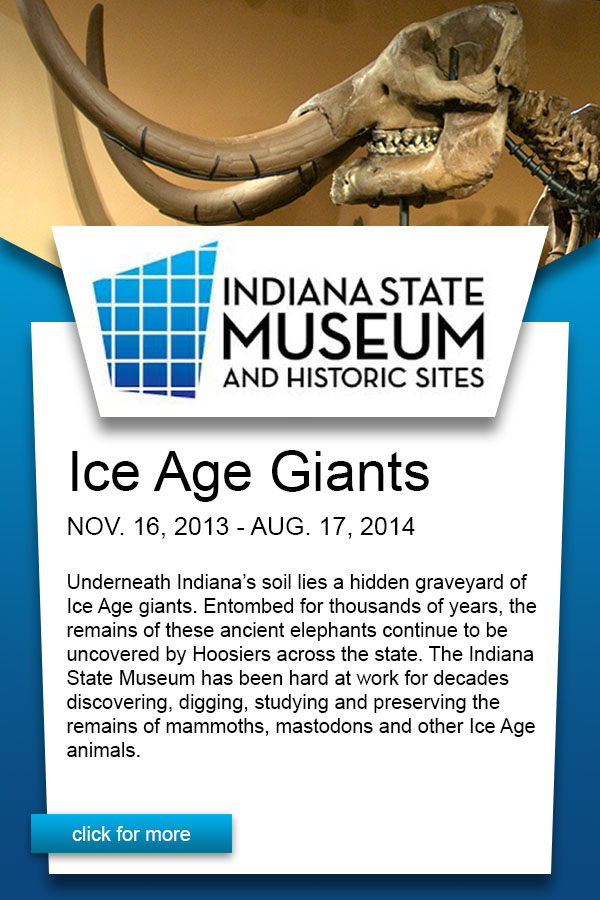 INDIANA STATE
MUSEUM
AND HISTORIC SITES
Ice Age Giants
NOV. 16, 2013 - AUG. 17, 2014
Underneath Indiana’s soil lies a hidden graveyard of
Ice Age giants. Entombed for thousands of years, the
remains of these ancient elephants continue to be
uncovered by Hoosiers across the state. The Indiana
State Museum has been hard at work for decades
discovering, digging, studying and preserving the
remains of mammoths, mastodons and other Ice Age
animals.
click for more